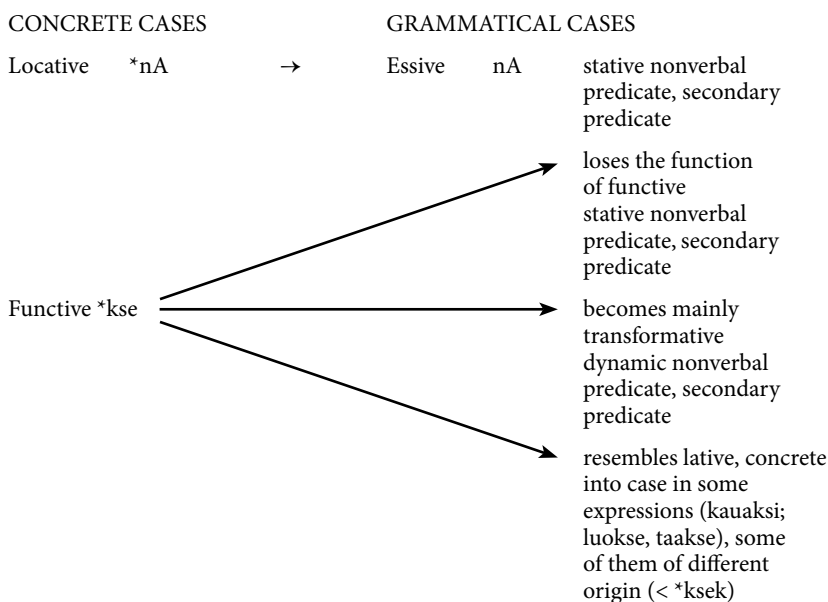 CONCRETE CASES GRAMMATICAL CASES
Locative *nA → Essive nA stative nonverbal
predicate, secondary
predicate
loses the function
of functive
stative nonverbal
predicate, secondary
predicate
Functive *kse becomes mainly
transformative
dynamic nonverbal
predicate, secondary
predicate
resembles lative, concrete
into case in some
expressions (kauaksi;
luokse, taakse), some
of them of different
origin (< *ksek)